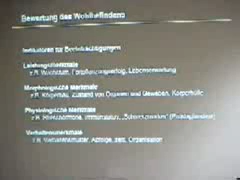 Bewertung des Wohlbefindens
Indikatoren für Beeinträchtigungen
Leistungsmerkmale
z.B. Wachstum, Fortpflanzungserfolg, Lebenserwartung
Morphologische Merkmale
z.B. Körperbau, Zustand von Organen und Geweben, Körperhülle
Physiologische Merkmale
z.B. Stresshormone, Immunstatus,
Verhaltensmerkmale
z.B. Verhaltensmuster, Organisation